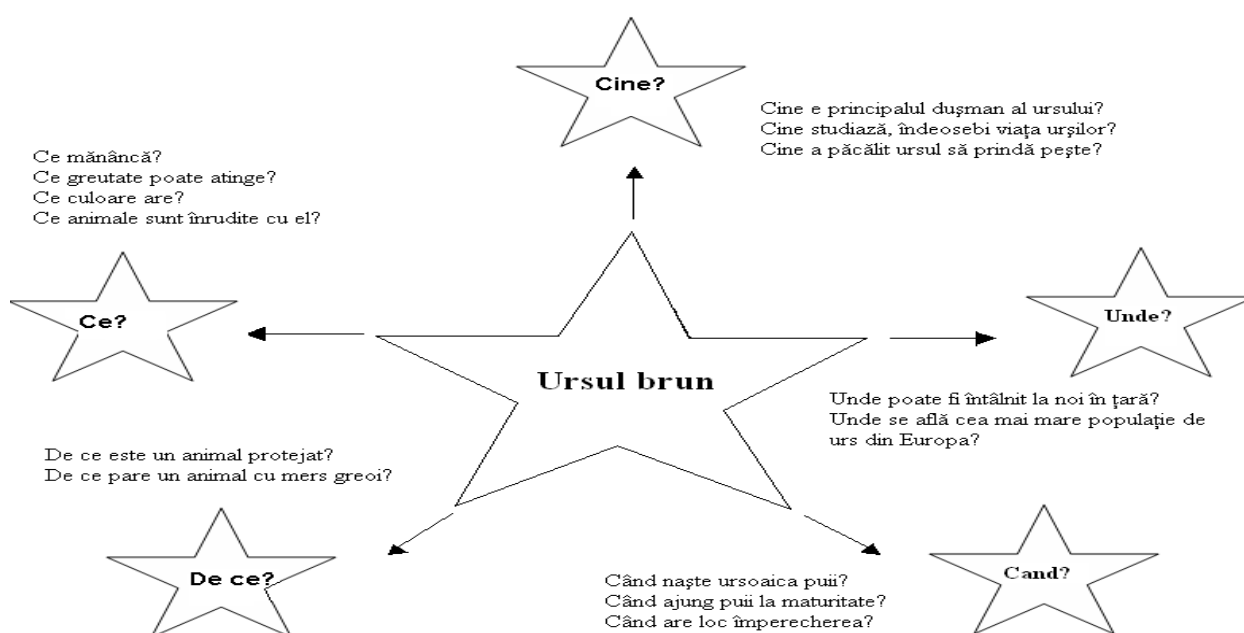 Cine?
Cine e principalul duşman al ursului?
Cine studiază, îndeosebi viaţa urşilor?
Cine a păcălit ursul să prindă peşte?
Ce mănâncă?
Ce greutate poate atinge?
Ce culoare are?
Ce animale sunt înrudite cu el?
Ce?
Unde?
Ursul brun
Unde poate fi întâlnit la noi în ţară?
Unde se află cea mai mare populaţie de
urs din Europa?
De ce este un animal protejat?
De ce pare un animal cu mers greoi?
De ce?
Când naşte ursoaica puii?
Când ajung puii la maturitate?
Când are loc împerecherea?
Cand?